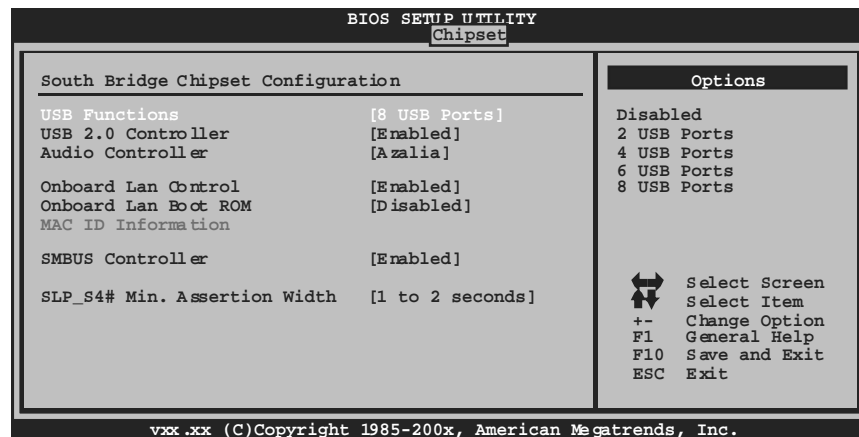 BIOS SETUP UTILITY
Chipset
South Bridge Chipset Configuration
USB Functions [8 USB Ports]
USB 2.0 Controller [Enabled]
Audio Controller [Azalia]
Onboard Lan Control [Enabled]
Onboard Lan Boot ROM [Disabled]
MAC ID Information
SMBUS Controller [Enabled]
SLP_S4# Min. Assertion Width [1 to 2 seconds]
Options
Disabled
2 USB Ports
4 USB Ports
6 USB Ports
8 USB Ports
Select Screen
Select Item
+- Change Option
F1 General Help
F10 Save and Exit
ESC Exit
vxx.xx (C)Copyright 1985-200x, American Megatrends, Inc.